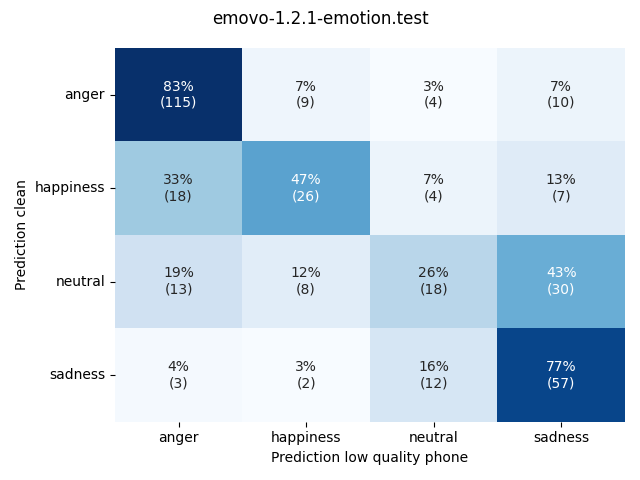 emovo-1.2.1-emotion.test
Prediction clean
anger
83%
(115)
7%
(9)
3%
(4)
7%
(10)
happiness
33%
(18)
47%
(26)
7%
(4)
13%
(7)
neutral
19%
(13)
12%
(8)
26%
(18)
43%
(30)
sadness
4%
(3)
3%
(2)
16%
(12)
77%
(57)
anger
happiness
neutral
sadness
Prediction low quality phone